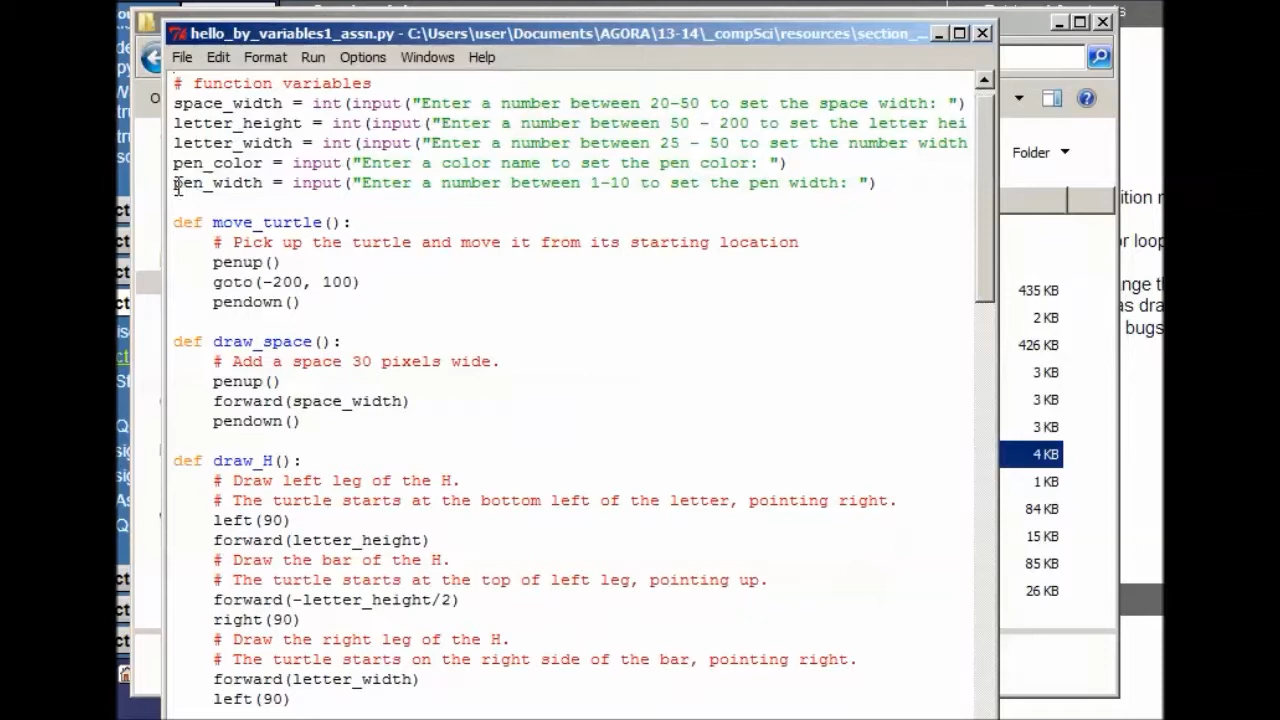 hello_by_variables1_assn.py - C:\Users\user\Documents\AGORA\13-14\_compSci\resources\section_...
File Edit Format Run Options Windows Help
# function variables
space_width = int(input("Enter a number between 20-50 to set the space width: ")
letter_height = int(input("Enter a number between 50 - 200 to set the letter hei
letter_width = int(input("Enter a number between 25 - 50 to set the number width
pen_color = input("Enter a color name to set the pen color: ")
pen_width = input("Enter a number between 1-10 to set the pen width: ")
def move_turtle():
# Pick up the turtle and move it from its starting location
penup()
goto(-200, 100)
pendown()
def draw_space():
# Add a space 30 pixels wide.
penup()
forward(space_width)
pendown()
def draw_H():
# Draw left leg of the H.
# The turtle starts at the bottom left of the letter, pointing right.
left(90)
forward(letter_height)
# Draw the bar of the H.
# The turtle starts at the top of left leg, pointing up.
forward(-letter_height/2)
right(90)
# Draw the right leg of the H.
# The turtle starts on the right side of the bar, pointing right.
forward(letter_width)
left(90)
Folder
435 KB
2 KB
426 KB
3 KB
3 KB
3 KB
4 KB
1 KB
84 KB
15 KB
85 KB
26 KB
ition
or loop
nge
as dra
bugs